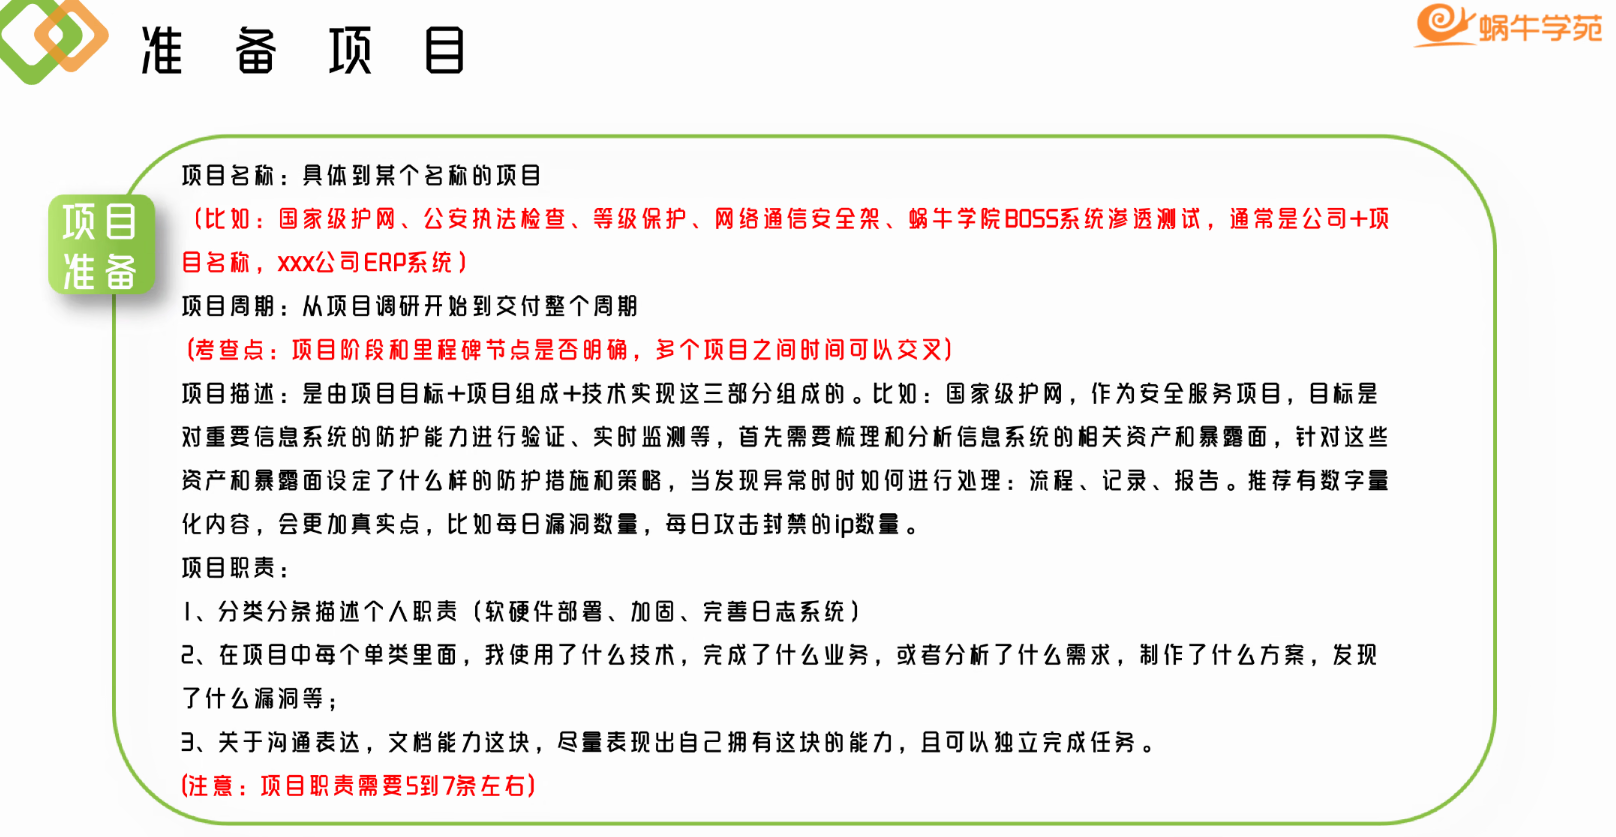 准备项目
蜗牛学苑
项目
准备
项目名称：具体到某个名称的项目
（比如：国家级护网、公安执法检查、等级保护、网络通信安全架、蜗牛学院BOSS系统渗透测试，通常是公司+项
目名称，xxx公司ERP系统）
项目周期：从项目调研开始到交付整个周期
(考查点：项目阶段和里程碑节点是否明确，多个项目之间时间可以交叉)
项目描述：是由项目目标+项目组成+技术实现这三部分组成的。比如：国家级护网，作为安全服务项目，目标是
对重要信息系统的防护能力进行验证、实时监测等，首先需要梳理和分析信息系统的相关资产和暴露面，针对这些
资产和暴露面设定了什么样的防护措施和策略，当发现异常时时如何进行处理：流程、记录、报告。推荐有数字量
化内容，会更加真实点，比如每日漏洞数量，每日攻击封禁的ip数量。
项目职责：
1、分类分条描述个人职责（软硬件部署、加固、完善日志系统）
2、在项目中每个单类里面，我使用了什么技术，完成了什么业务，或者分析了什么需求，制作了什么方案，发现
了什么漏洞等；
3、关于沟通表达，文档能力这块，尽量表现出自己拥有这块的能力，且可以独立完成任务。
(注意：项目职责需要5到7条左右)